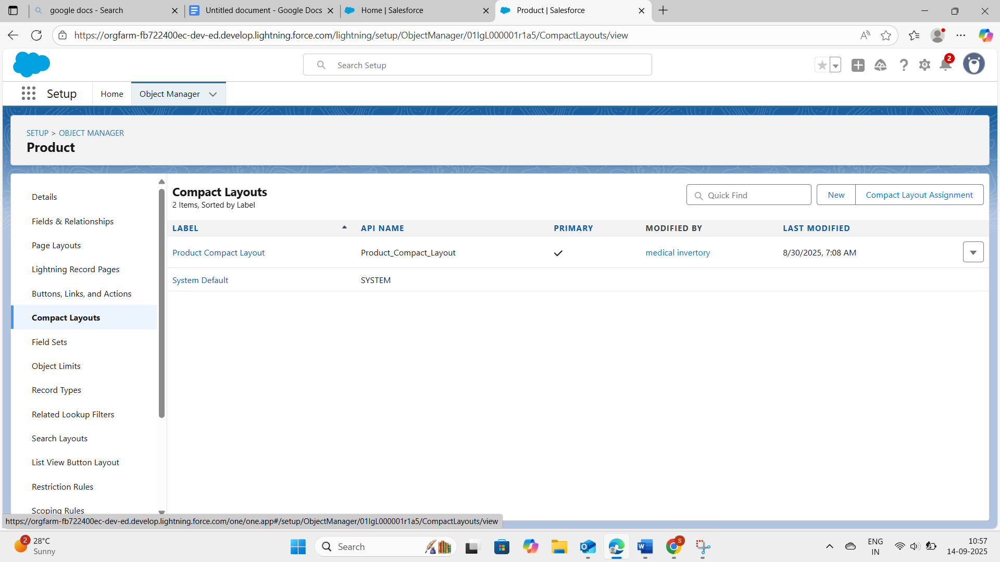 google docs - Search
Untitled document - Google Docs
Home | Salesforce
Product | Salesforce
https://orgfarm-fb722400ec-dev-ed.develop.lightning.force.com/lightning/setup/ObjectManager/01IgL000001r1a5/CompactLayouts/view
Search Setup
2
Setup
Home
Object Manager
SETUP > OBJECT MANAGER
Product
Details
Fields & Relationships
Page Layouts
Lightning Record Pages
Buttons, Links, and Actions
Compact Layouts
Field Sets
Object Limits
Record Types
Related Lookup Filters
Search Layouts
List View Button Layout
Restriction Rules
Scoping Rules
Compact Layouts
2 Items, Sorted by Label
Quick Find
New
Compact Layout Assignment
LABEL API NAME PRIMARY MODIFIED BY LAST MODIFIED
Product Compact Layout Product_Compact_Layout medical invertory 8/30/2025, 7:08 AM
System Default SYSTEM
https://orgfarm-fb722400ec-dev-ed.develop.lightning.force.com/one/one.app#/setup/ObjectManager/01IgL000001r1a5/CompactLayouts/view
2
28°C
Sunny
Search
S
ENG
IN
10:57
14-09-2025